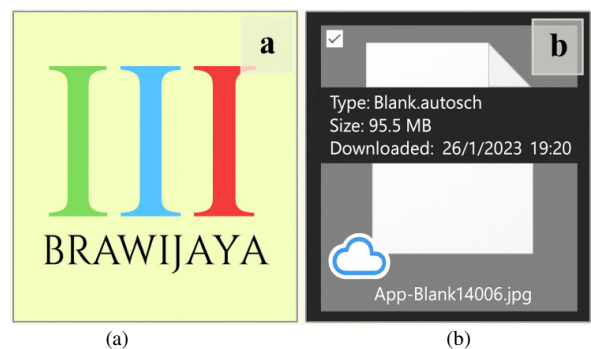 a
III
BRAWIJAYA
b
Type: Blank.autosch
Size: 95.5 MB
Downloaded: 26/1/2023 19:20
App-Blank14006.jpg
(a)
(b)